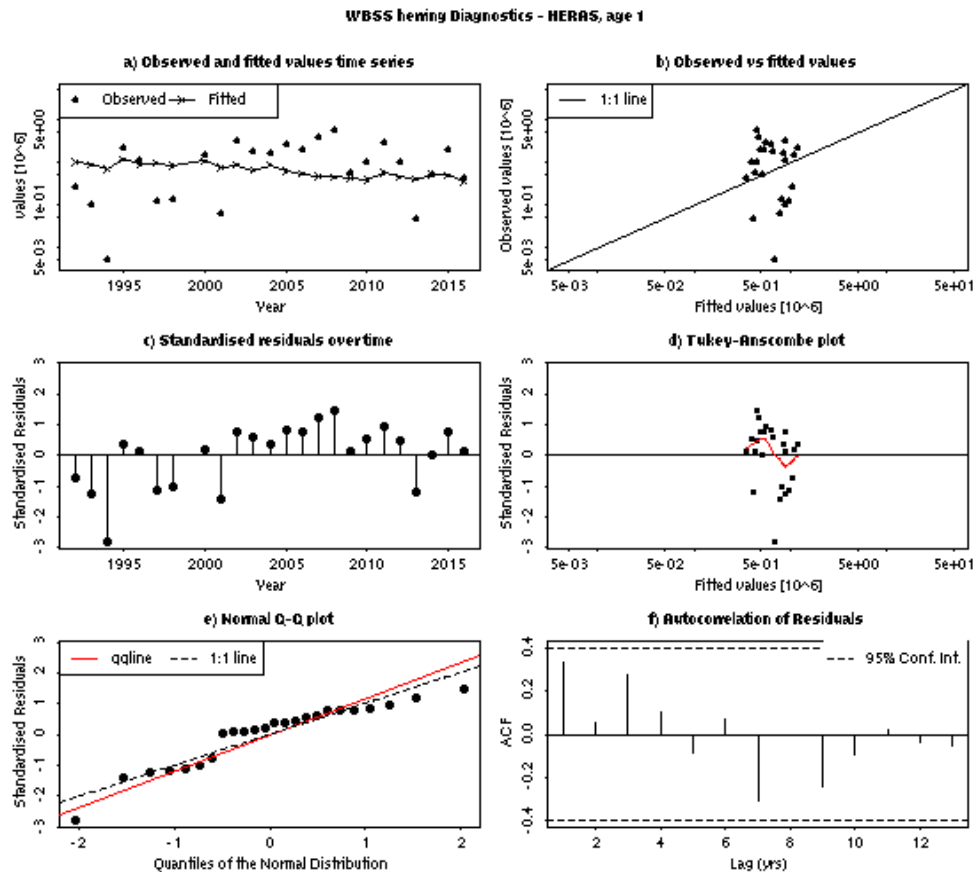 WBSS herring Diagnostics - HERAS, age 1
a) Observed and fitted values time series
Observed Fitted
values [10^6]
5e+00
1e-01
5e-03
1995 2000 2005 2010 2015
Year
b) Observed vs fitted values
1:1 line
Observed values [10^6]
5e+00
1e-01
5e-03
5e-03 5e-02 5e-01 5e+00 5e+01
Fitted values [10^6]
c) Standardised residuals over time
Standardised Residuals
3
2
1
0
-1
-2
-3
1995 2000 2005 2010 2015
Year
d) Tukey-Anscombe plot
Standardised Residuals
3
2
1
0
-1
-2
-3
5e-03 5e-02 5e-01 5e+00 5e+01
Fitted values [10^6]
e) Normal Q-Q plot
qqline 1:1 line
Standardised Residuals
3
2
1
0
-1
-2
-3
-2 -1 0 1 2
Quantiles of the Normal Distribution
f) Autocorrelation of Residuals
95% Conf. Int.
ACF
0.4
0.2
0.0
-0.2
-0.4
2 4 6 8 10 12
Lag (yrs)